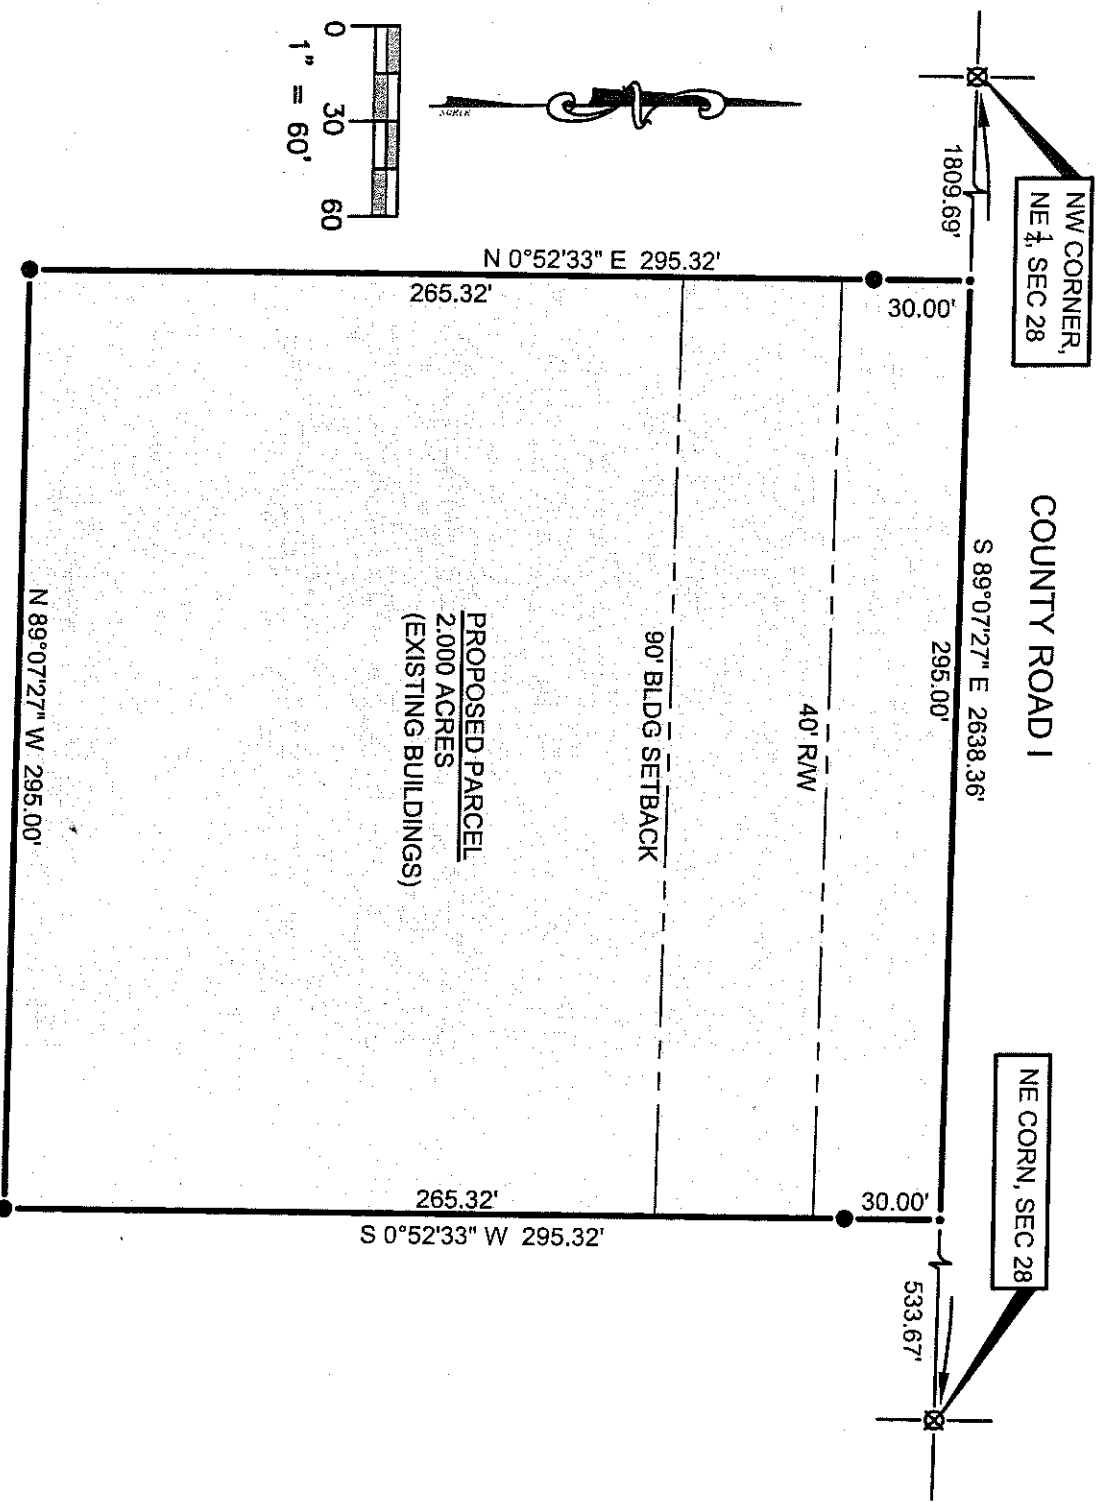 NW CORNER,
NE ¼, SEC 28
COUNTY ROAD I
NE CORN, SEC 28
1809.69'
S 89°07'27" E 2638.36'
295.00'
533.67'
30.00'
30.00'
N 0°52'33" E 295.32'
265.32'
40' R/W
90' BLDG SETBACK
PROPOSED PARCEL
2.000 ACRES
(EXISTING BUILDINGS)
265.32'
S 0°52'33" W 295.32'
N 89°07'27" W 295.00'
NORTH
0 30 60
1" = 60'